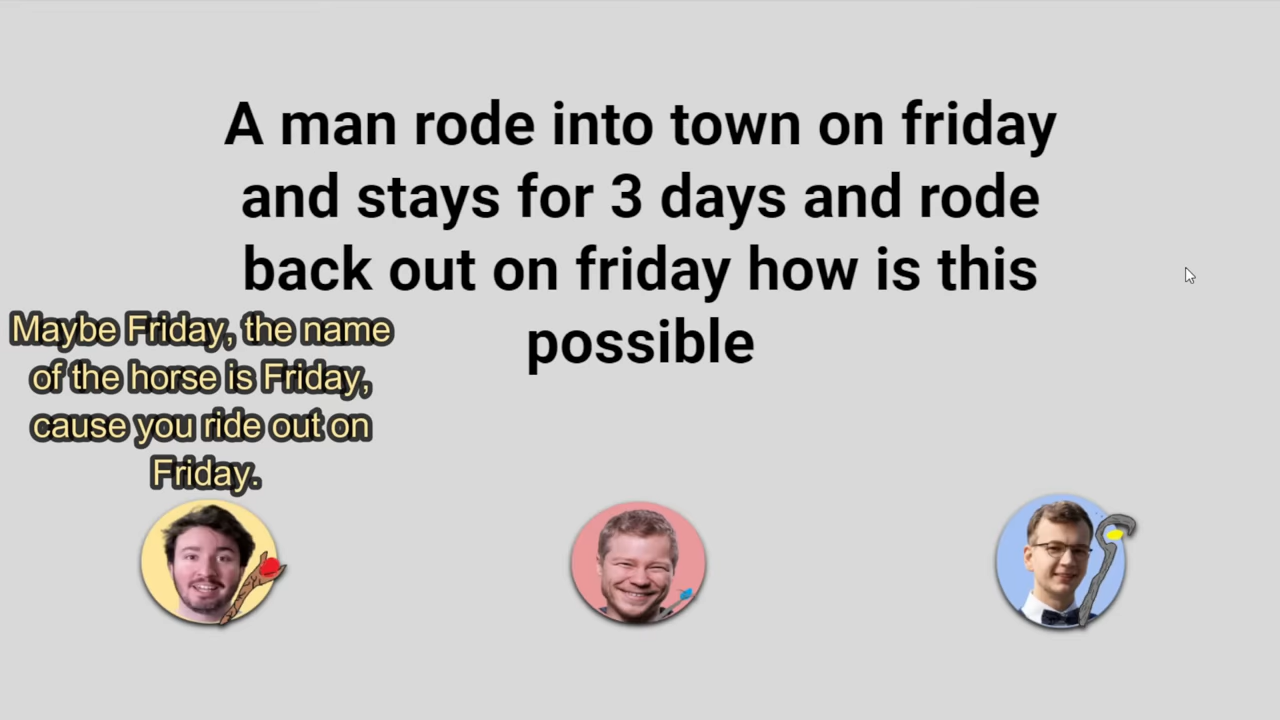 A man rode into town on friday
and stays for 3 days and rode
back out on friday how is this
possible
Maybe Friday, the name
of the horse is Friday,
cause you ride out on
Friday.